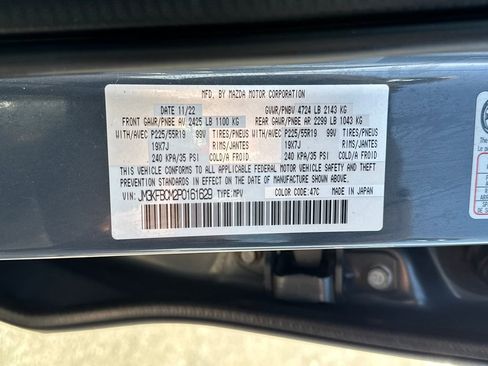 MFD. BY MAZDA MOTOR CORPORATION
DATE 11/22 GVWR/PNBV 4724 LB 2143 KG
FRONT GAWR/PNBE AV 2425 LB 1100 KG REAR GAWR/PNBE AR 2299 LB 1043 KG
WITH/AVEC P225/55R19 99V TIRES/PNEUS WITH/AVEC P225/55R19 99V TIRES/PNEUS
19X7J RIMS/JANTES 19X7J RIMS/JANTES
240 KPA/35 PSI COLD/A FROID 240 KPA/35 PSI COLD/A FROID
THIS VEHICLE CONFORMS TO ALL APPLICABLE FEDERAL MOTOR VEHICLE SAFETY AND THEFT
PREVENTION STANDARDS IN EFFECT ON THE DATE OF MANUFACTURE SHOWN ABOVE.
VIN: JM3KFBCM2P0161629 TYPE:MPV COLOR CODE:47C MADE IN JAPAN